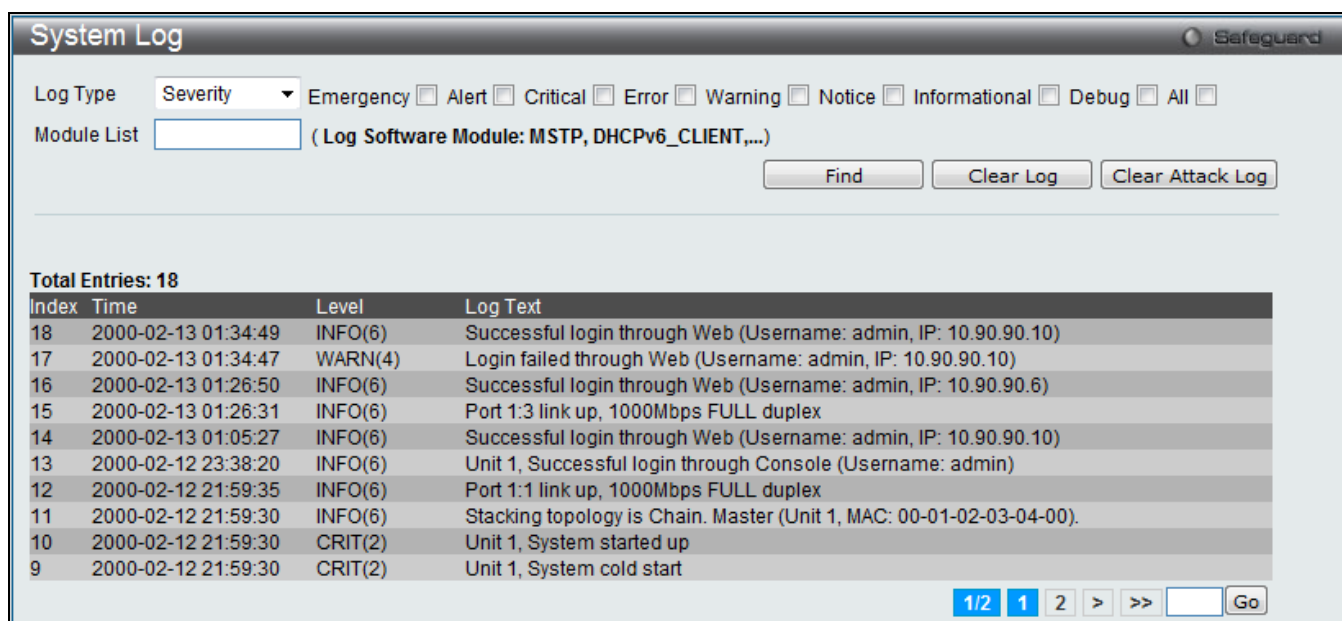 System Log Safeguard
Log Type Severity Emergency Alert Critical Error Warning Notice Informational Debug All
Module List ( Log Software Module: MSTP, DHCPv6_CLIENT,...)
Find Clear Log Clear Attack Log
Total Entries: 18
Index Time Level Log Text
18 2000-02-13 01:34:49 INFO(6) Successful login through Web (Username: admin, IP: 10.90.90.10)
17 2000-02-13 01:34:47 WARN(4) Login failed through Web (Username: admin, IP: 10.90.90.10)
16 2000-02-13 01:26:50 INFO(6) Successful login through Web (Username: admin, IP: 10.90.90.6)
15 2000-02-13 01:26:31 INFO(6) Port 1:3 link up, 1000Mbps FULL duplex
14 2000-02-13 01:05:27 INFO(6) Successful login through Web (Username: admin, IP: 10.90.90.10)
13 2000-02-12 23:38:20 INFO(6) Unit 1, Successful login through Console (Username: admin)
12 2000-02-12 21:59:35 INFO(6) Port 1:1 link up, 1000Mbps FULL duplex
11 2000-02-12 21:59:30 INFO(6) Stacking topology is Chain. Master (Unit 1, MAC: 00-01-02-03-04-00).
10 2000-02-12 21:59:30 CRIT(2) Unit 1, System started up
9 2000-02-12 21:59:30 CRIT(2) Unit 1, System cold start
1/2 1 2 > >> Go